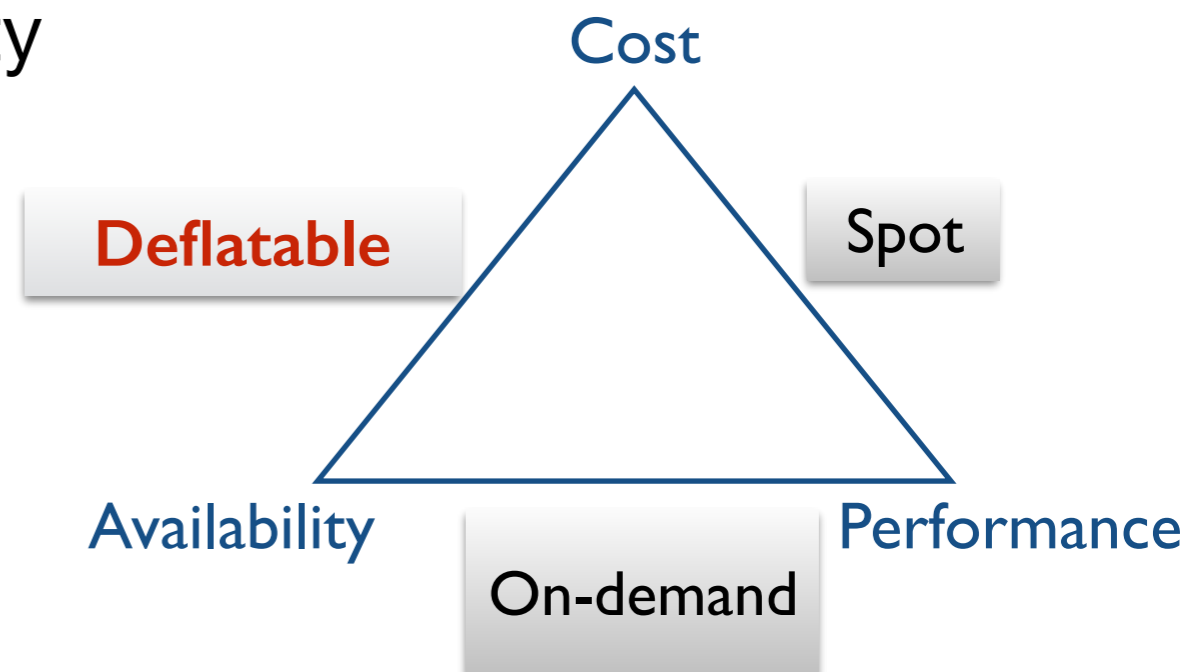 Cost
Deflatable
Spot
Availability
Performance
On-demand